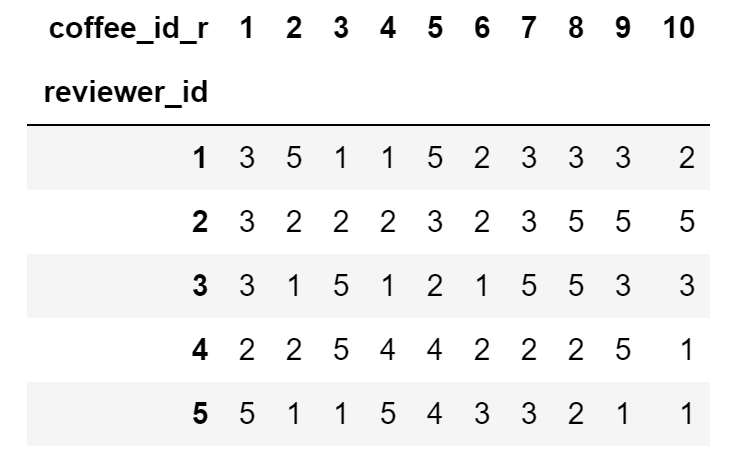 coffee_id_r 1 2 3 4 5 6 7 8 9 10
reviewer_id
1 3 5 1 1 5 2 3 3 3 2
2 3 2 2 2 3 2 3 5 5 5
3 3 1 5 1 2 1 5 5 3 3
4 2 2 5 4 4 2 2 2 5 1
5 5 1 1 5 4 3 3 2 1 1